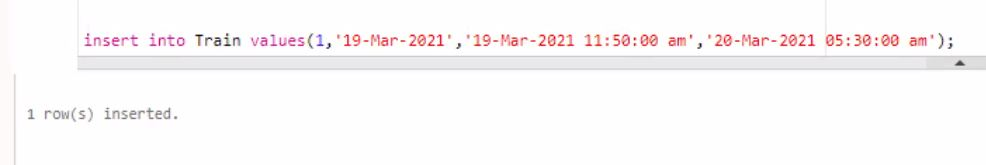 insert into Train values(1,'19-Mar-2021','19-Mar-2021 11:50:00 am','20-Mar-2021 05:30:00 am');
1 row(s) inserted.